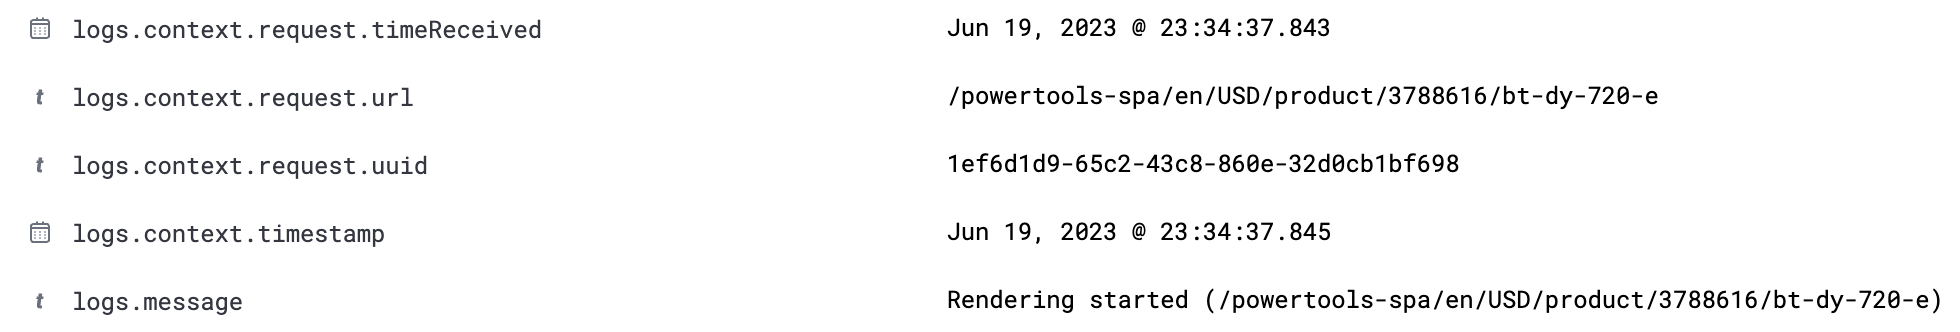 logs.context.request.timeReceived Jun 19, 2023 @ 23:34:37.843
t logs.context.request.url /powertools-spa/en/USD/product/3788616/bt-dy-720-e
t logs.context.request.uuid 1ef6d1d9-65c2-43c8-860e-32d0cb1bf698
logs.context.timestamp Jun 19, 2023 @ 23:34:37.845
t logs.message Rendering started (/powertools-spa/en/USD/product/3788616/bt-dy-720-e)